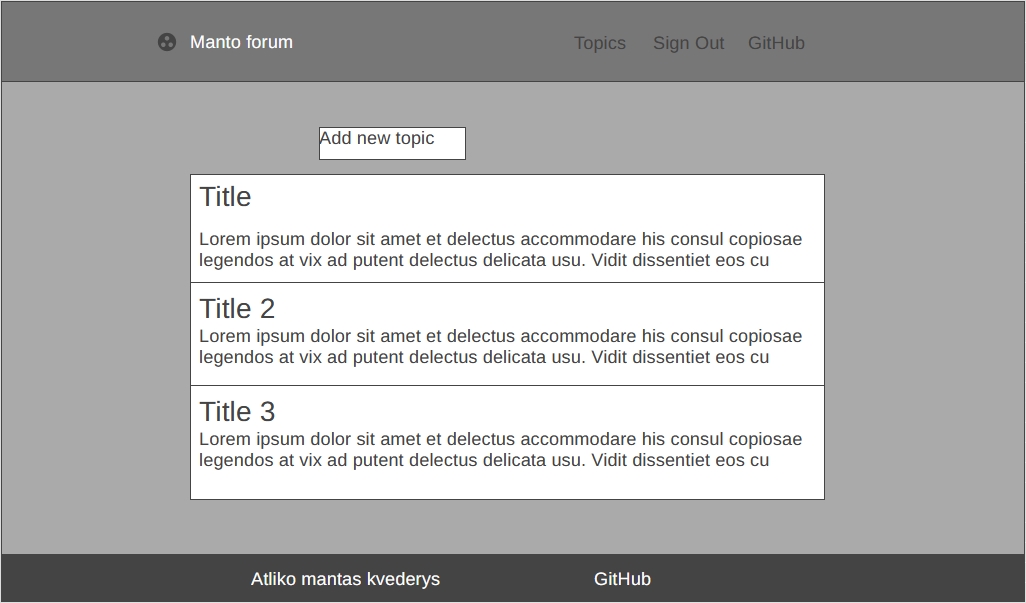 Manto forum
Topics Sign Out GitHub
Add new topic
Title
Lorem ipsum dolor sit amet et delectus accommodare his consul copiosae
legendos at vix ad putent delectus delicata usu. Vidit dissentiet eos cu
Title 2
Lorem ipsum dolor sit amet et delectus accommodare his consul copiosae
legendos at vix ad putent delectus delicata usu. Vidit dissentiet eos cu
Title 3
Lorem ipsum dolor sit amet et delectus accommodare his consul copiosae
legendos at vix ad putent delectus delicata usu. Vidit dissentiet eos cu
Atliko mantas kvederys
GitHub